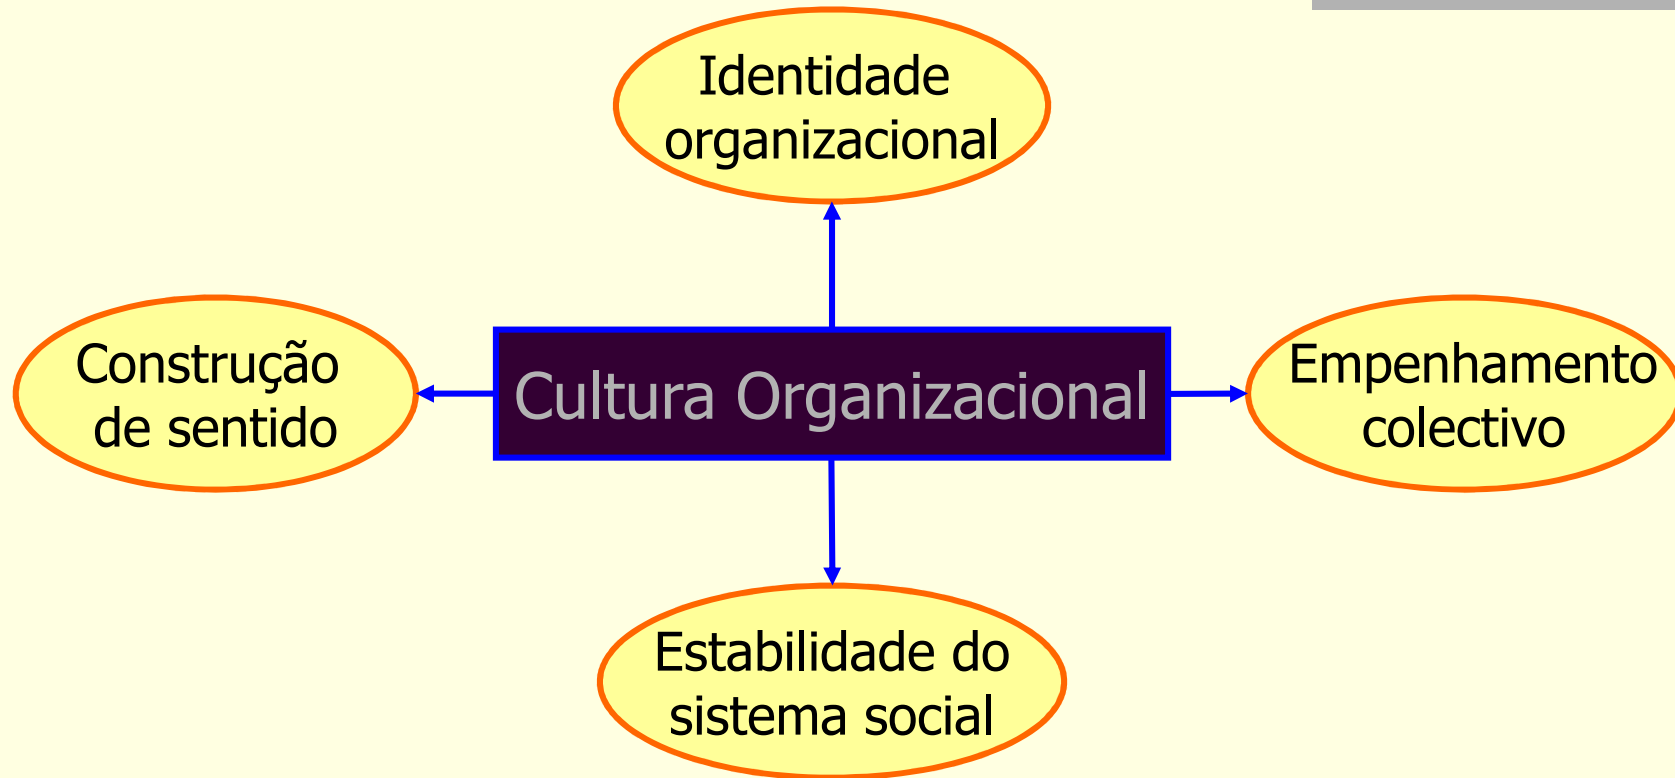 Identidade
organizacional
Construção
de sentido
Cultura Organizacional
Empenhamento
colectivo
Estabilidade do
sistema social